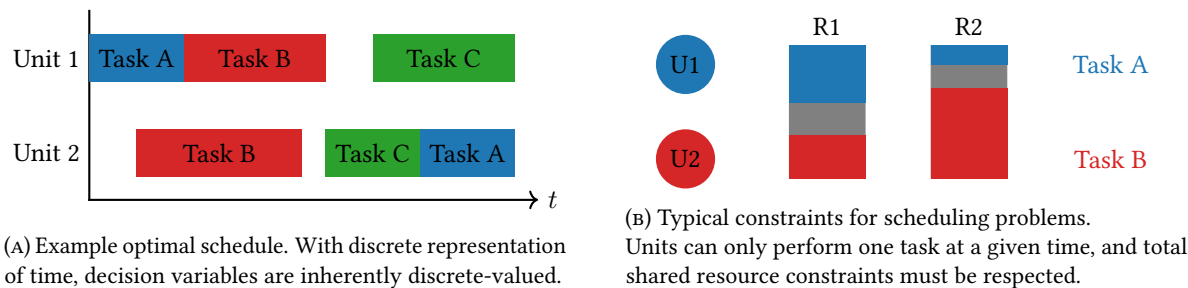 Unit 1
Task A
Task B
Task C
Unit 2
Task B
Task C
Task A
t
(A) Example optimal schedule. With discrete representation
of time, decision variables are inherently discrete-valued.
R1
R2
U1
Task A
U2
Task B
(B) Typical constraints for scheduling problems.
Units can only perform one task at a given time, and total
shared resource constraints must be respected.